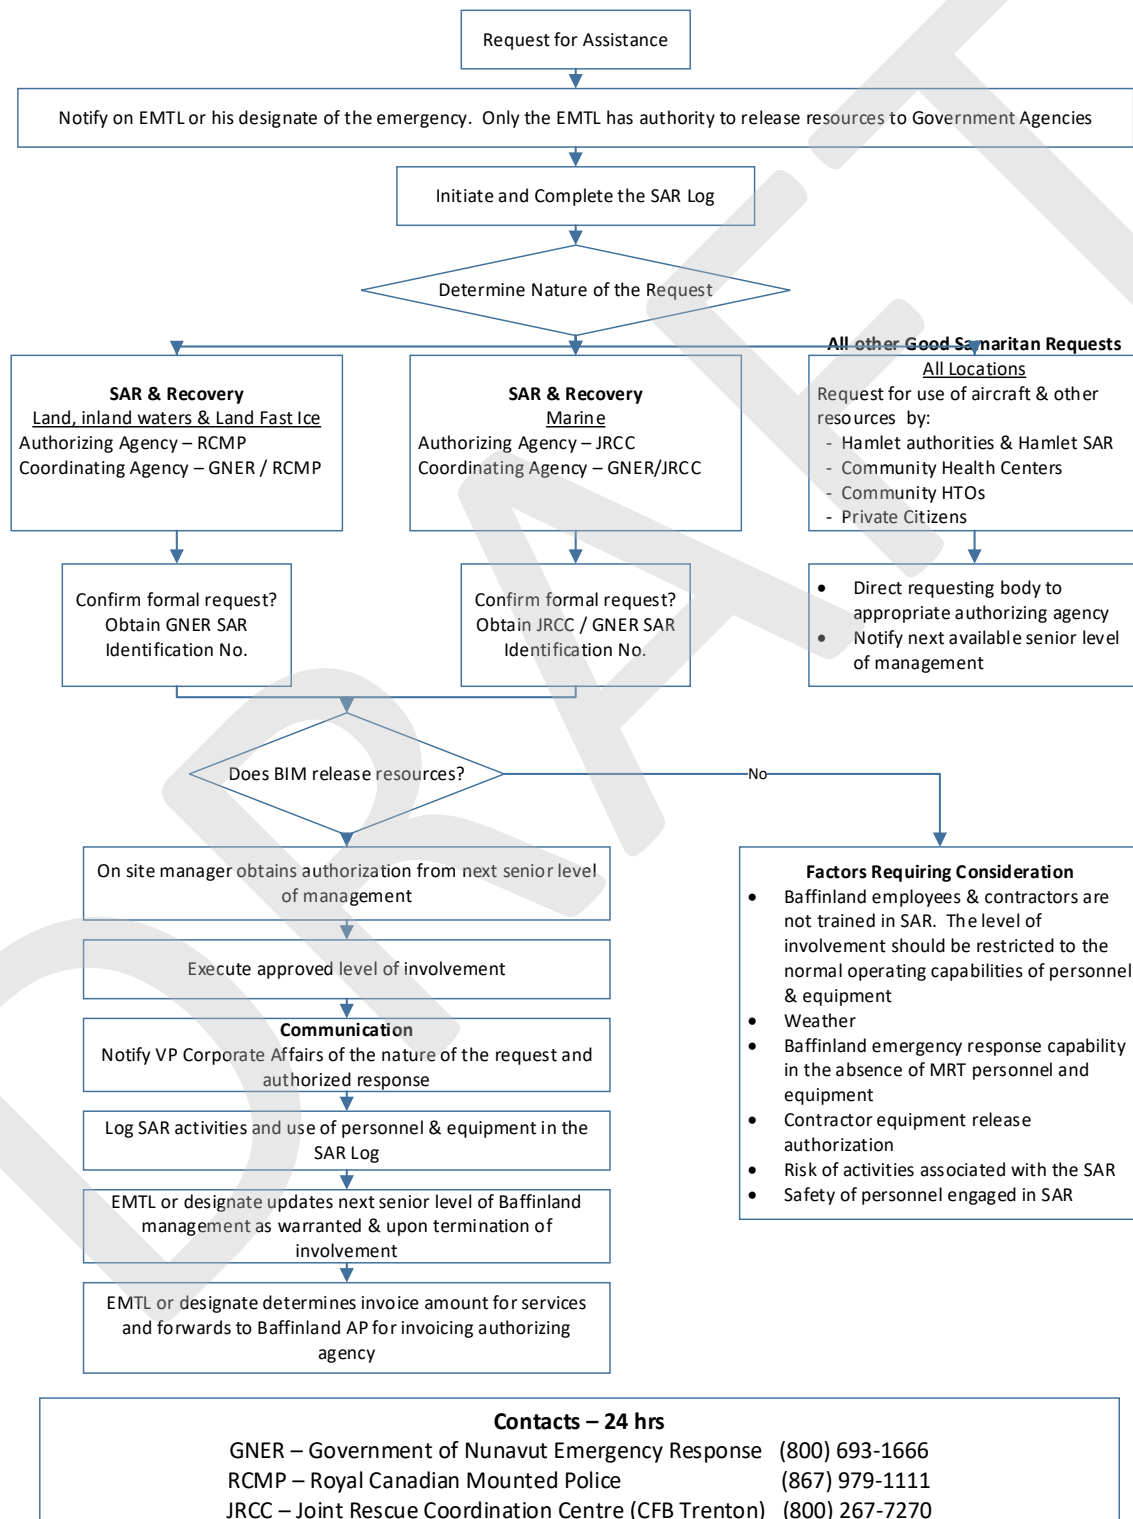 Request for Assistance
Notify on EMTL or his designate of the emergency.  Only the EMTL has authority to release resources to Government Agencies
Initiate and Complete the SAR Log
Determine Nature of the Request
SAR & Recovery
Land, inland waters & Land Fast Ice
Authorizing Agency – RCMP
Coordinating Agency – GNER / RCMP
SAR & Recovery
Marine
Authorizing Agency – JRCC
Coordinating Agency – GNER/JRCC
All other Good Samaritan Requests
All Locations
Request for use of aircraft & other
resources  by:
- Hamlet authorities & Hamlet SAR
- Community Health Centers
- Community HTOs
- Private Citizens
Confirm formal request?
Obtain GNER SAR
Identification No.
Confirm formal request?
Obtain JRCC / GNER SAR
Identification No.
• Direct requesting body to
appropriate authorizing agency
• Notify next available senior level
of management
Does BIM release resources?
No
On site manager obtains authorization from next senior level
of management
Execute approved level of involvement
Communication
Notify VP Corporate Affairs of the nature of the request and
authorized response
Log SAR activities and use of personnel & equipment in the
SAR Log
EMTL or designate updates next senior level of Baffinland
management as warranted & upon termination of
involvement
EMTL or designate determines invoice amount for services
and forwards to Baffinland AP for invoicing authorizing
agency
Factors Requiring Consideration
• Baffinland employees & contractors are
not trained in SAR.  The level of
involvement should be restricted to the
normal operating capabilities of personnel
& equipment
• Weather
• Baffinland emergency response capability
in the absence of MRT personnel and
equipment
• Contractor equipment release
authorization
• Risk of activities associated with the SAR
• Safety of personnel engaged in SAR
Contacts – 24 hrs
GNER – Government of Nunavut Emergency Response   (800) 693-1666
RCMP – Royal Canadian Mounted Police   (867) 979-1111
JRCC – Joint Rescue Coordination Centre (CFB Trenton)   (800) 267-7270
DRAFT